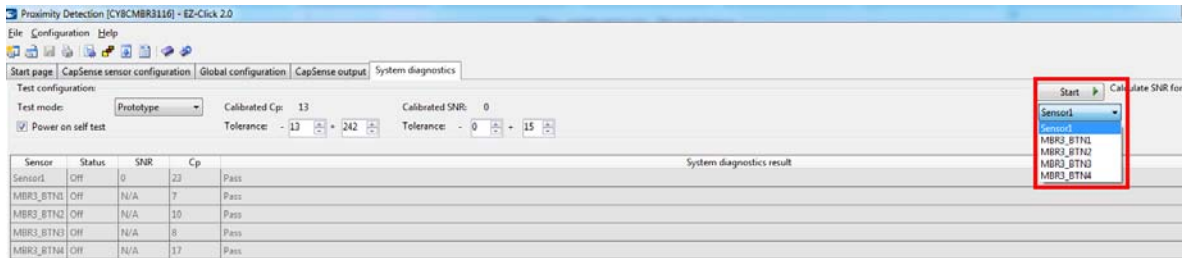 Proximity Detection [CY8CMBR3116] - EZ-Click 2.0
File Configuration Help
Start page CapSense sensor configuration Global configuration CapSense output System diagnostics
Test configuration:
Start Calculate SNR for
Test mode: Prototype Calibrated Cp: 13 Calibrated SNR: 0
Sensor1
Power on self test Tolerance: - 13 + 242 Tolerance: - 0 + 15
Sensor1
MBR3_BTN1
MBR3_BTN2
MBR3_BTN3
MBR3_BTN4
Sensor Status SNR Cp System diagnostics result
Sensor1 Off 0 23 Pass
MBR3_BTN1 Off N/A 7 Pass
MBR3_BTN2 Off N/A 10 Pass
MBR3_BTN3 Off N/A 8 Pass
MBR3_BTN4 Off N/A 17 Pass